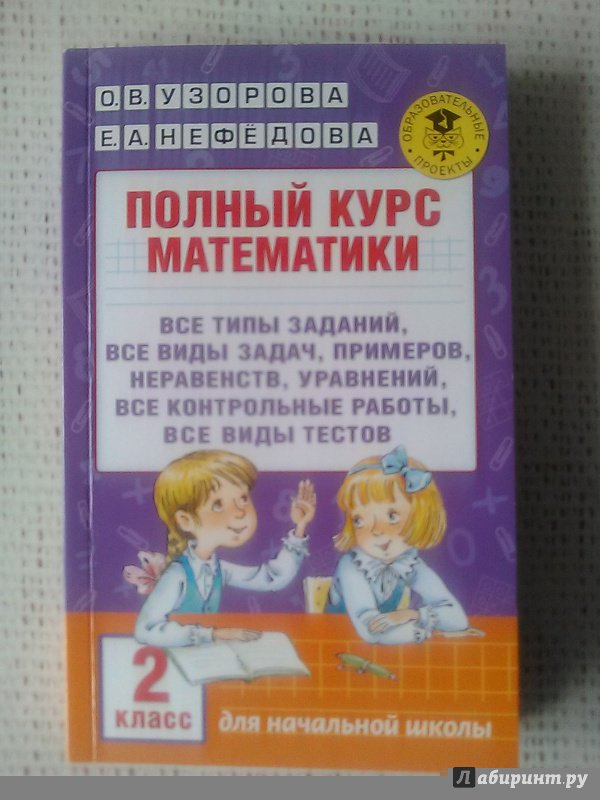 О.В.УЗОРОВА
Е.А.НЕФЁДОВА
ОБРАЗОВАТЕЛЬНЫЕ
ПРОЕКТЫ
ПОЛНЫЙ КУРС
МАТЕМАТИКИ
ВСЕ ТИПЫ ЗАДАНИЙ,
ВСЕ ВИДЫ ЗАДАЧ, ПРИМЕРОВ,
НЕРАВЕНСТВ, УРАВНЕНИЙ,
ВСЕ КОНТРОЛЬНЫЕ РАБОТЫ,
ВСЕ ВИДЫ ТЕСТОВ
2
КЛАСС
для начальной школы
Лабиринт.ру